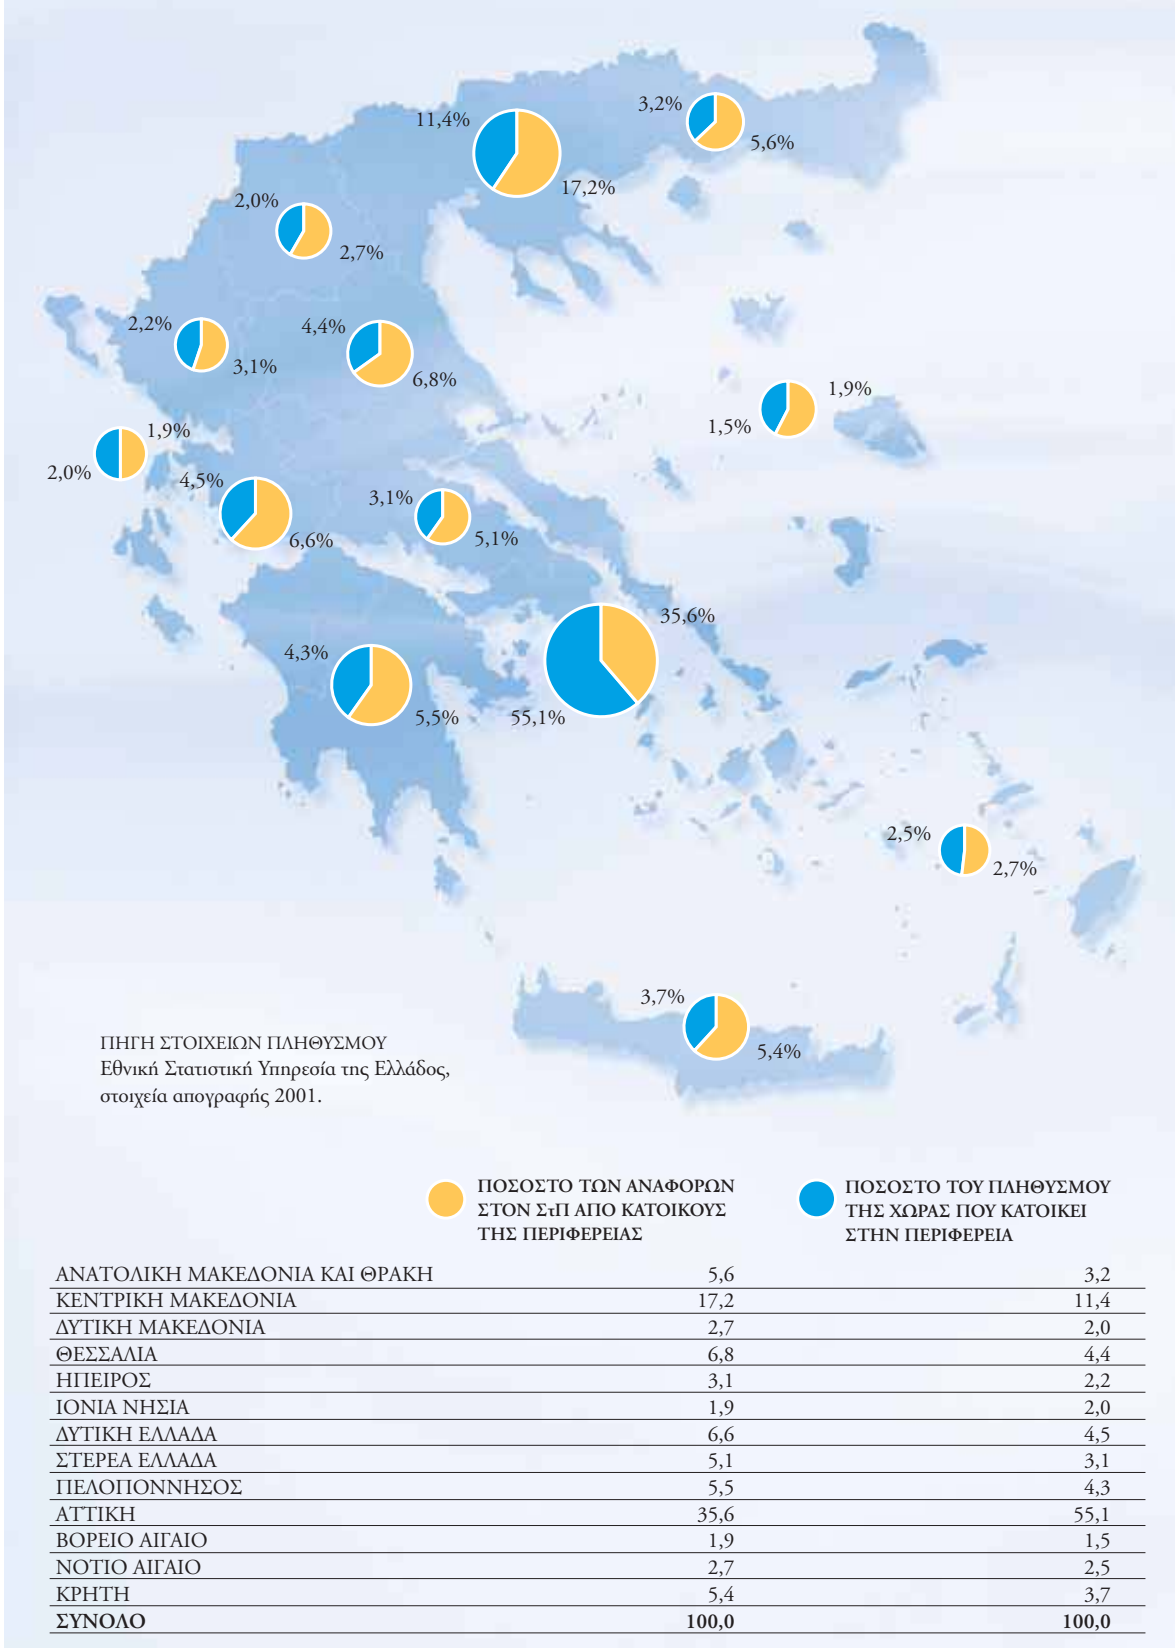 3,2%
11,4%
5,6%
17,2%
2,0%
2,7%
2,2%
4,4%
3,1%
6,8%
1,9%
1,5%
1,9%
2,0%
4,5%
3,1%
6,6%
5,1%
35,6%
4,3%
5,5%
55,1%
2,5%
2,7%
3,7%
5,4%
ΠΗΓΗ ΣΤΟΙΧΕΙΩΝ ΠΛΗΘΥΣΜΟΥ
Εθνική Στατιστική Υπηρεσία της Ελλάδος,
στοιχεία απογραφής 2001.
ΠΟΣΟΣΤΟ ΤΩΝ ΑΝΑΦΟΡΩΝ
ΣΤΟΝ ΣτΠ ΑΠΟ ΚΑΤΟΙΚΟΥΣ
ΤΗΣ ΠΕΡΙΦΕΡΕΙΑΣ
ΠΟΣΟΣΤΟ ΤΟΥ ΠΛΗΘΥΣΜΟΥ
ΤΗΣ ΧΩΡΑΣ ΠΟΥ ΚΑΤΟΙΚΕΙ
ΣΤΗΝ ΠΕΡΙΦΕΡΕΙΑ
ΑΝΑΤΟΛΙΚΗ ΜΑΚΕΔΟΝΙΑ ΚΑΙ ΘΡΑΚΗ 5,6 3,2
ΚΕΝΤΡΙΚΗ ΜΑΚΕΔΟΝΙΑ 17,2 11,4
ΔΥΤΙΚΗ ΜΑΚΕΔΟΝΙΑ 2,7 2,0
ΘΕΣΣΑΛΙΑ 6,8 4,4
ΗΠΕΙΡΟΣ 3,1 2,2
ΙΟΝΙΑ ΝΗΣΙΑ 1,9 2,0
ΔΥΤΙΚΗ ΕΛΛΑΔΑ 6,6 4,5
ΣΤΕΡΕΑ ΕΛΛΑΔΑ 5,1 3,1
ΠΕΛΟΠΟΝΝΗΣΟΣ 5,5 4,3
ΑΤΤΙΚΗ 35,6 55,1
ΒΟΡΕΙΟ ΑΙΓΑΙΟ 1,9 1,5
ΝΟΤΙΟ ΑΙΓΑΙΟ 2,7 2,5
ΚΡΗΤΗ 5,4 3,7
ΣΥΝΟΛΟ 100,0 100,0